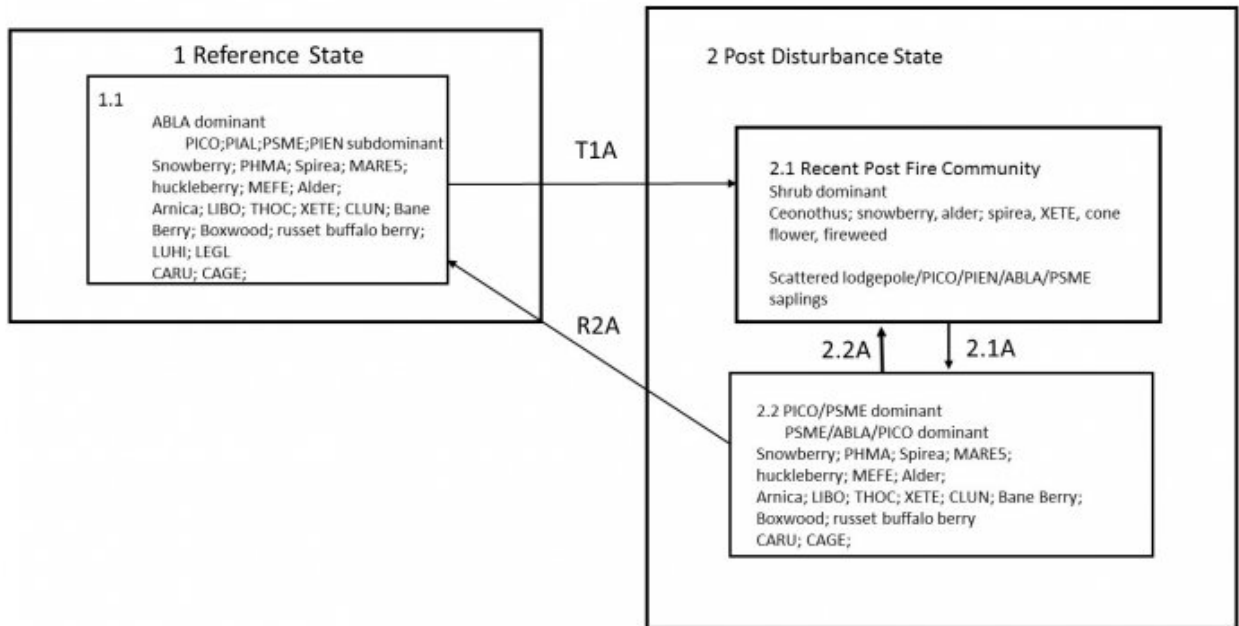 1 Reference State
1.1
ABLA dominant
PICO;PIAL;PSME;PIEN subdominant
Snowberry; PHMA; Spirea; MARE5;
huckleberry; MEFE; Alder;
Arnica; LIBO; THOC; XETE; CLUN; Bane
Berry; Boxwood; russet buffalo berry;
LUHI; LEGL
CARU; CAGE;
T1A
R2A
2 Post Disturbance State
2.1 Recent Post Fire Community
Shrub dominant
Ceonothus; snowberry, alder; spirea, XETE, cone
flower, fireweed
Scattered lodgepole/PICO/PIEN/ABLA/PSME
saplings
2.2A
2.1A
2.2 PICO/PSME dominant
PSME/ABLA/PICO dominant
Snowberry; PHMA; Spirea; MARE5;
huckleberry; MEFE; Alder;
Arnica; LIBO; THOC; XETE; CLUN; Bane Berry;
Boxwood; russet buffalo berry
CARU; CAGE;